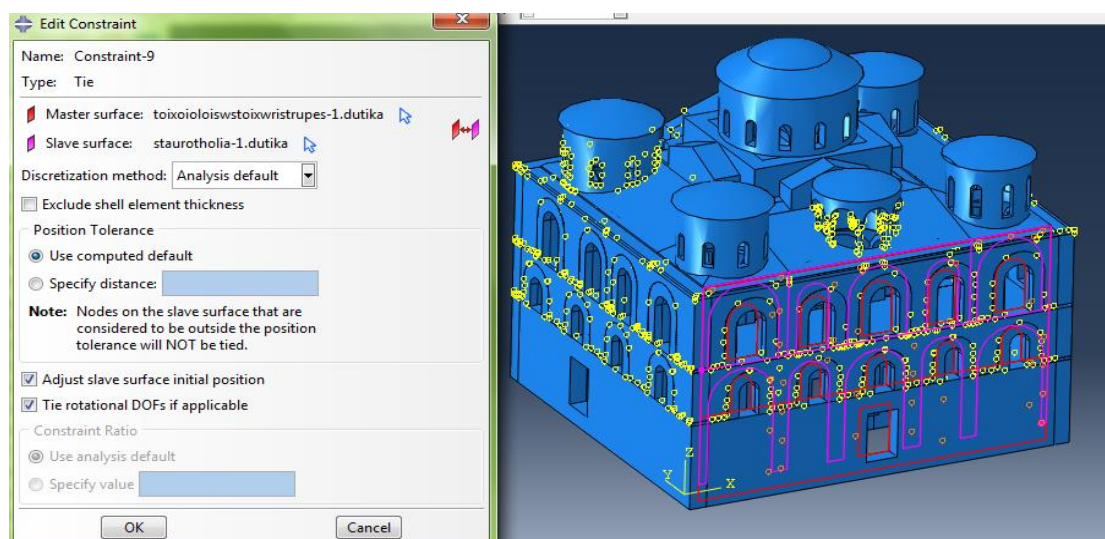 Edit Constraint
Name: Constraint-9
Type: Tie
Master surface: toixoioloiswstoixwristrupes-1.dutika
Slave surface: staurotholia-1.dutika
Discretization method: Analysis default
Exclude shell element thickness
Position Tolerance
Use computed default
Specify distance:
Note: Nodes on the slave surface that are
considered to be outside the position
tolerance will NOT be tied.
Adjust slave surface initial position
Tie rotational DOFs if applicable
Constraint Ratio
Use analysis default
Specify value
OK Cancel
Z
Y
X